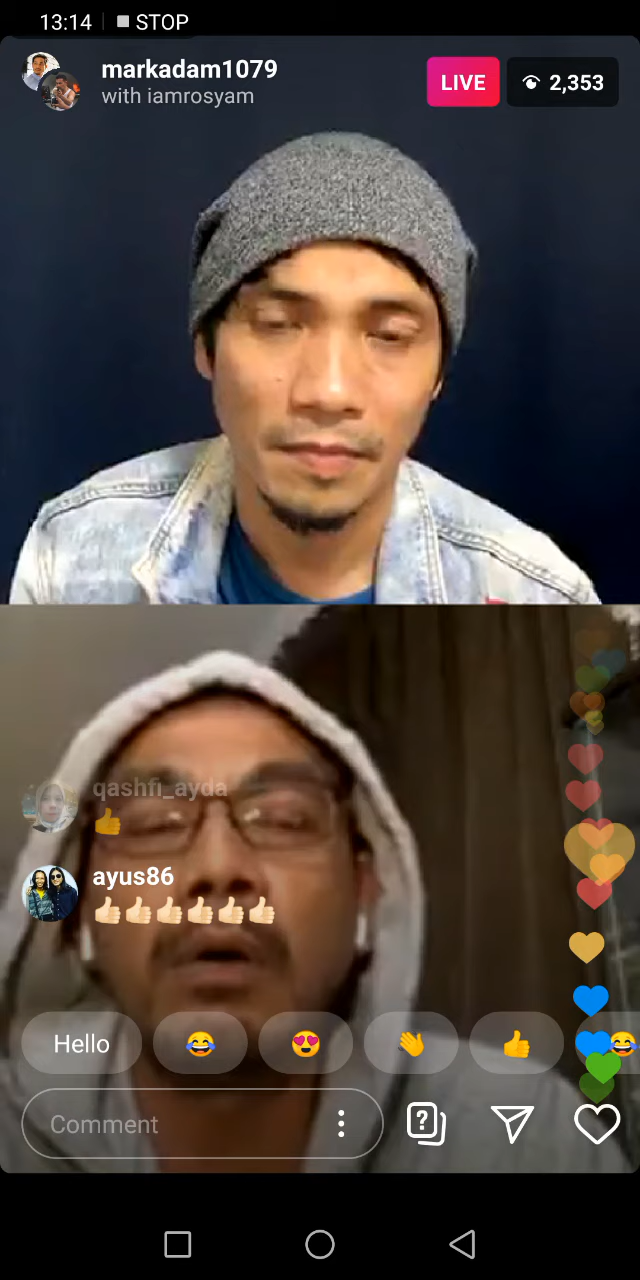 13:14 STOP
markadam1079
with iamrosyam
LIVE
2,353
qashfi_ayda
ayus86
Hello
Comment